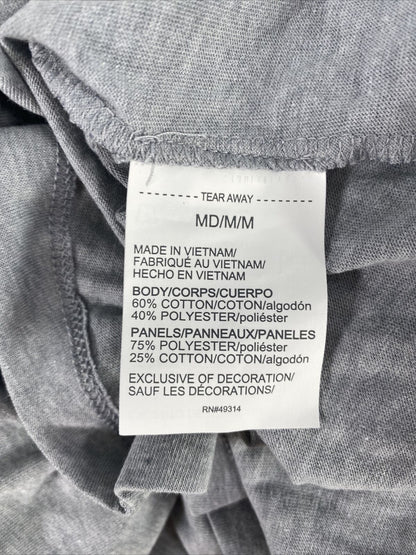 - - - - - - - - TEAR AWAY - - - - - - - -
MD/M/M
MADE IN VIETNAM/
FABRIQUÉ AU VIETNAM/
HECHO EN VIETNAM
BODY/CORPS/CUERPO
60% COTTON/COTON/algodón
40% POLYESTER/poliéster
PANELS/PANNEAUX/PANELES
75% POLYESTER/poliéster
25% COTTON/COTON/algodón
EXCLUSIVE OF DECORATION/
SAUF LES DÉCORATIONS/
RN#49314